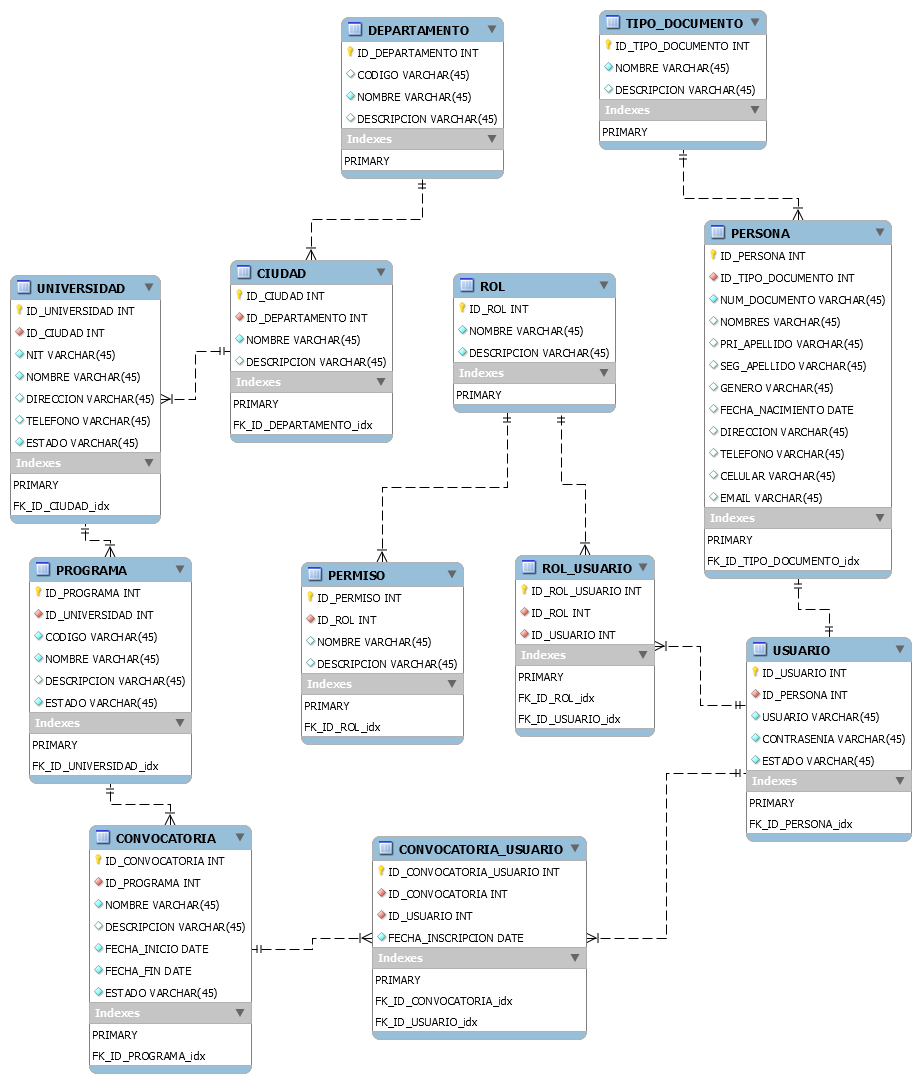 DEPARTAMENTO
ID_DEPARTAMENTO INT
CODIGO VARCHAR(45)
NOMBRE VARCHAR(45)
DESCRIPCION VARCHAR(45)
Indexes
PRIMARY
TIPO_DOCUMENTO
ID_TIPO_DOCUMENTO INT
NOMBRE VARCHAR(45)
DESCRIPCION VARCHAR(45)
Indexes
PRIMARY
UNIVERSIDAD
ID_UNIVERSIDAD INT
ID_CIUDAD INT
NIT VARCHAR(45)
NOMBRE VARCHAR(45)
DIRECCION VARCHAR(45)
TELEFONO VARCHAR(45)
ESTADO VARCHAR(45)
Indexes
PRIMARY
FK_ID_CIUDAD_idx
CIUDAD
ID_CIUDAD INT
ID_DEPARTAMENTO INT
NOMBRE VARCHAR(45)
DESCRIPCION VARCHAR(45)
Indexes
PRIMARY
FK_ID_DEPARTAMENTO_idx
ROL
ID_ROL INT
NOMBRE VARCHAR(45)
DESCRIPCION VARCHAR(45)
Indexes
PRIMARY
PERSONA
ID_PERSONA INT
ID_TIPO_DOCUMENTO INT
NUM_DOCUMENTO VARCHAR(45)
NOMBRES VARCHAR(45)
PRI_APELLIDO VARCHAR(45)
SEG_APELLIDO VARCHAR(45)
GENERO VARCHAR(45)
FECHA_NACIMIENTO DATE
DIRECCION VARCHAR(45)
TELEFONO VARCHAR(45)
CELULAR VARCHAR(45)
EMAIL VARCHAR(45)
Indexes
PRIMARY
FK_ID_TIPO_DOCUMENTO_idx
PROGRAMA
ID_PROGRAMA INT
ID_UNIVERSIDAD INT
CODIGO VARCHAR(45)
NOMBRE VARCHAR(45)
DESCRIPCION VARCHAR(45)
ESTADO VARCHAR(45)
Indexes
PRIMARY
FK_ID_UNIVERSIDAD_idx
PERMISO
ID_PERMISO INT
ID_ROL INT
NOMBRE VARCHAR(45)
DESCRIPCION VARCHAR(45)
Indexes
PRIMARY
FK_ID_ROL_idx
ROL_USUARIO
ID_ROL_USUARIO INT
ID_ROL INT
ID_USUARIO INT
Indexes
PRIMARY
FK_ID_ROL_idx
FK_ID_USUARIO_idx
USUARIO
ID_USUARIO INT
ID_PERSONA INT
USUARIO VARCHAR(45)
CONTRASENIA VARCHAR(45)
ESTADO VARCHAR(45)
Indexes
PRIMARY
FK_ID_PERSONA_idx
CONVOCATORIA
ID_CONVOCATORIA INT
ID_PROGRAMA INT
NOMBRE VARCHAR(45)
DESCRIPCION VARCHAR(45)
FECHA_INICIO DATE
FECHA_FIN DATE
ESTADO VARCHAR(45)
Indexes
PRIMARY
FK_ID_PROGRAMA_idx
CONVOCATORIA_USUARIO
ID_CONVOCATORIA_USUARIO INT
ID_CONVOCATORIA INT
ID_USUARIO INT
FECHA_INSCRIPCION DATE
Indexes
PRIMARY
FK_ID_CONVOCATORIA_idx
FK_ID_USUARIO_idx